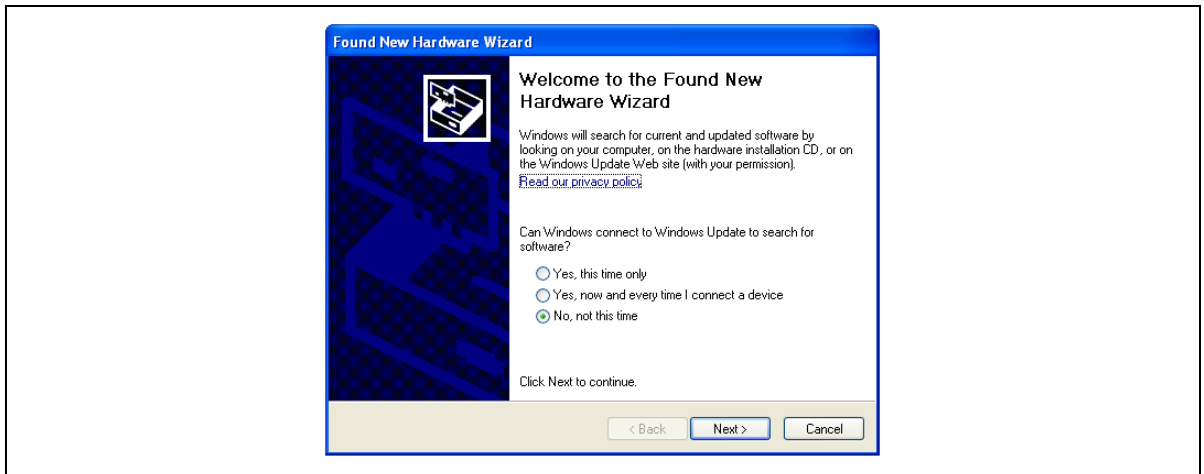 Found New Hardware Wizard
Welcome to the Found New
Hardware Wizard
Windows will search for current and updated software by
looking on your computer, on the hardware installation CD, or on
the Windows Update Web site (with your permission).
Read our privacy policy
Can Windows connect to Windows Update to search for
software?
Yes, this time only
Yes, now and every time I connect a device
No, not this time
Click Next to continue.
< Back
Next >
Cancel